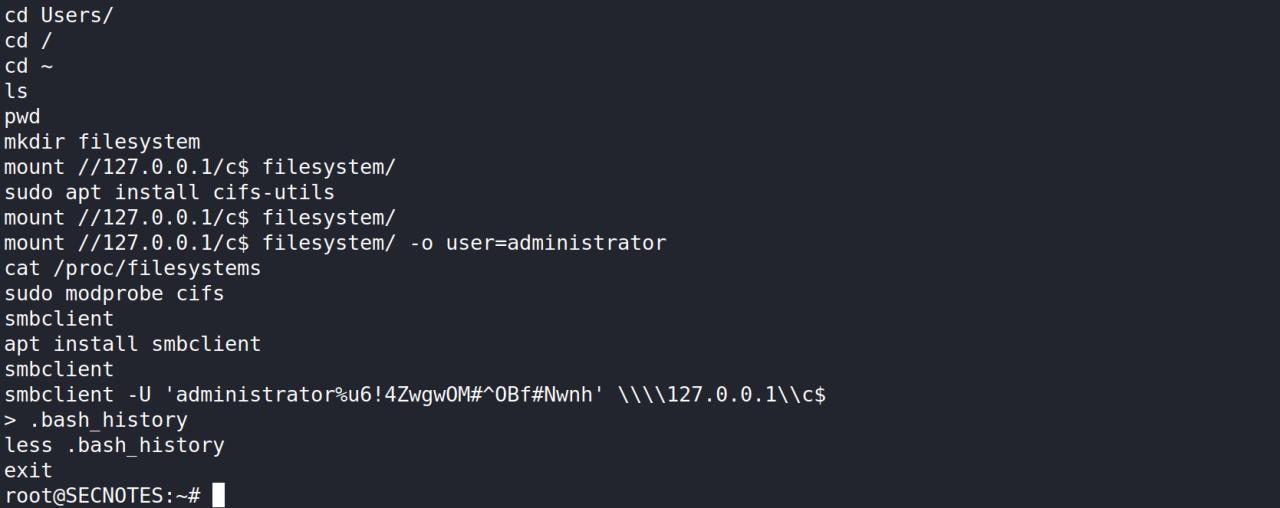 cd Users/
cd /
cd ~
ls
pwd
mkdir filesystem
mount //127.0.0.1/c$ filesystem/
sudo apt install cifs-utils
mount //127.0.0.1/c$ filesystem/
mount //127.0.0.1/c$ filesystem/ -o user=administrator
cat /proc/filesystems
sudo modprobe cifs
smbclient
apt install smbclient
smbclient
smbclient -U 'administrator%u6!4ZwgwOM#^OBf#Nwnh' \\\\127.0.0.1\\c$
> .bash_history
less .bash_history
exit
root@SECNOTES:~#